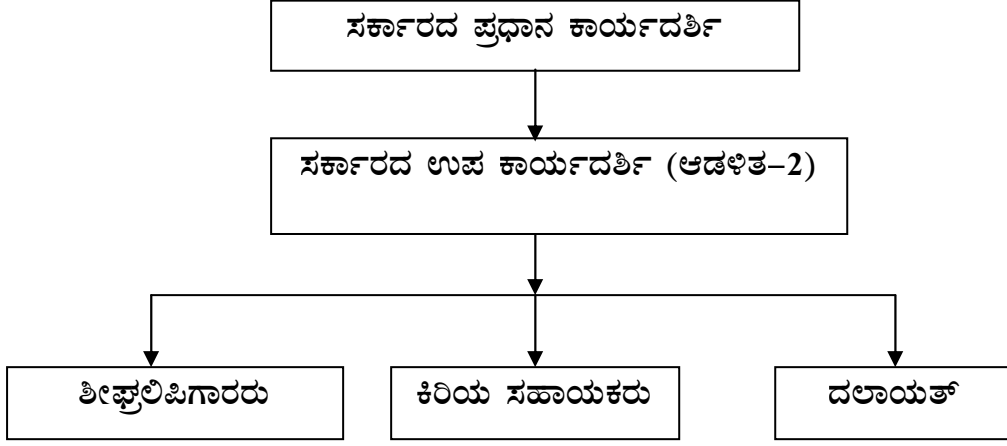 ಸರ್ಕಾರದ ಪ್ರಧಾನ ಕಾರ್ಯದರ್ಶಿ
ಸರ್ಕಾರದ ಉಪ ಕಾರ್ಯದರ್ಶಿ (ಆಡಳಿತ–2)
ಶೀಘ್ರಲಿಪಿಗಾರರು
ಕಿರಿಯ ಸಹಾಯಕರು
ದಲಾಯತ್